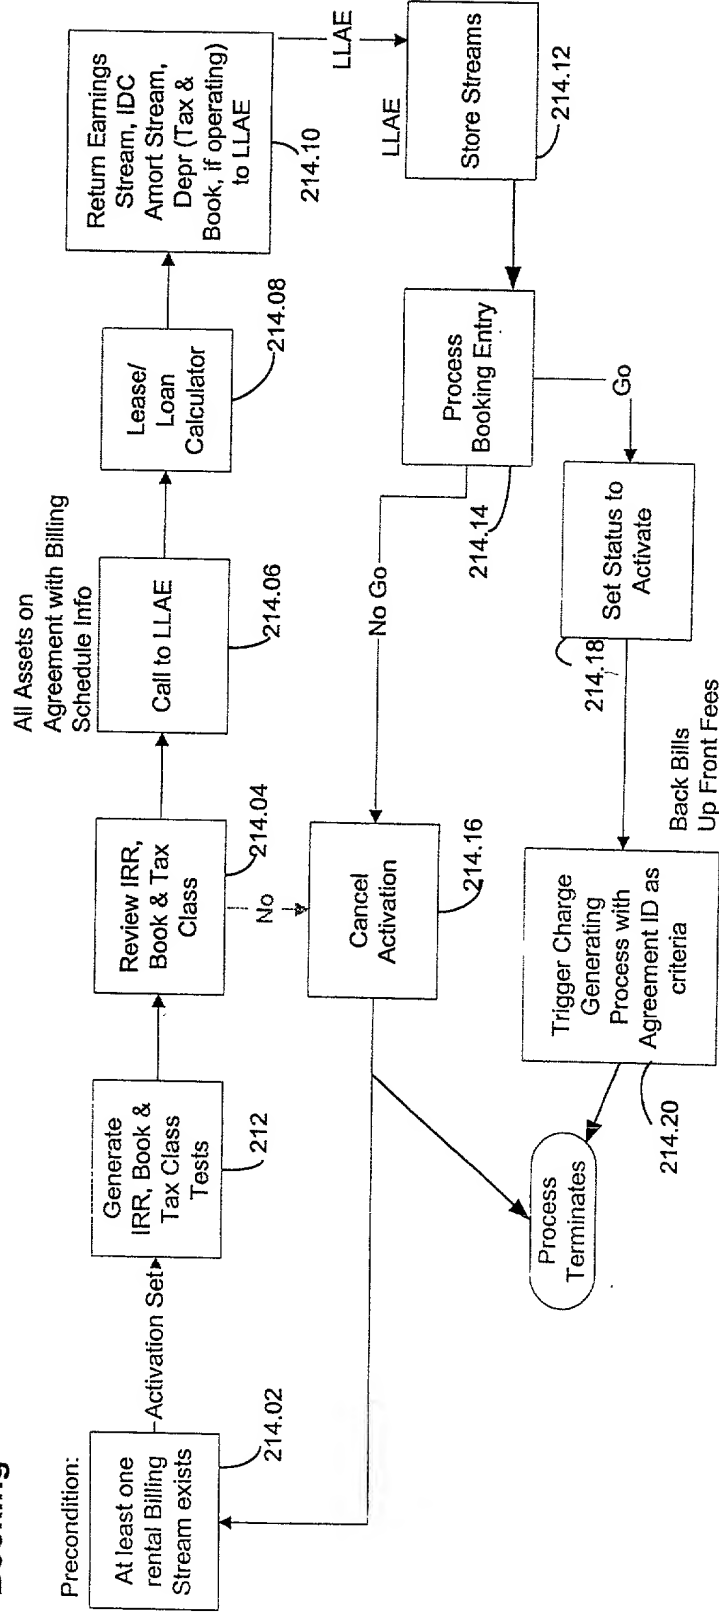 Precondition:
At least one
rental Billing
Stream exists
214.02
Activation Set
Generate
IRR, Book &
Tax Class
Tests
212
Review IRR,
Book & Tax
Class
214.04
No
All Assets on
Agreement with Billing
Schedule Info
Call to LLAE
214.06
Lease/
Loan
Calculator
214.08
Return Earnings
Stream, IDC
Amort Stream,
Depr (Tax &
Book, if operating)
to LLAE
214.10
LLAE
LLAE
Store Streams
214.12
Process
Booking Entry
214.14
No Go
Go
Cancel
Activation
214.16
Set Status to
Activate
214.18
Back Bills
Up Front Fees
Trigger Charge
Generating
Process with
Agreement ID as
criteria
214.20
Process
Terminates